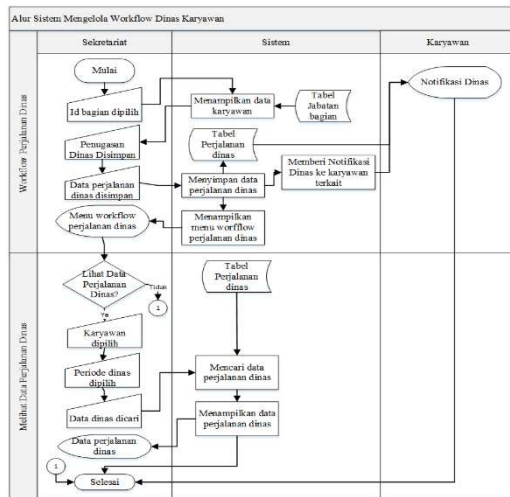 Alur Sistem Mengelola Workflow Dinas Karyawan
Sekretariat
Sistem
Karyawan
Workflow Perjalanan Dinas
Mulai
Id bagian dipilih
Menampilkan data
karyawan
Tabel
Jabatan
bagian
Notifikasi Dinas
Penugasan
Dinas Disimpan
Tabel
Perjalanan
dinas
Data perjalanan
dinas disimpan
Menyimpan data
perjalanan dinas
Memberi Notifikasi
Dinas ke karyawan
terkait
Menu workflow
perjalanan dinas
Menampilkan
menu worfflow
perjalanan dinas
Melihat Data Perjalanan Dinas
Lihat Data
Perjalanan
Dinas?
Tidak
1
Ya
Tabel
Perjalanan
dinas
Karyawan
dipilih
Periode dinas
dipilih
Mencari data
perjalanan dinas
Data dinas dicari
Menampilkan data
perjalanan dinas
Data perjalanan
dinas
1
Selesai